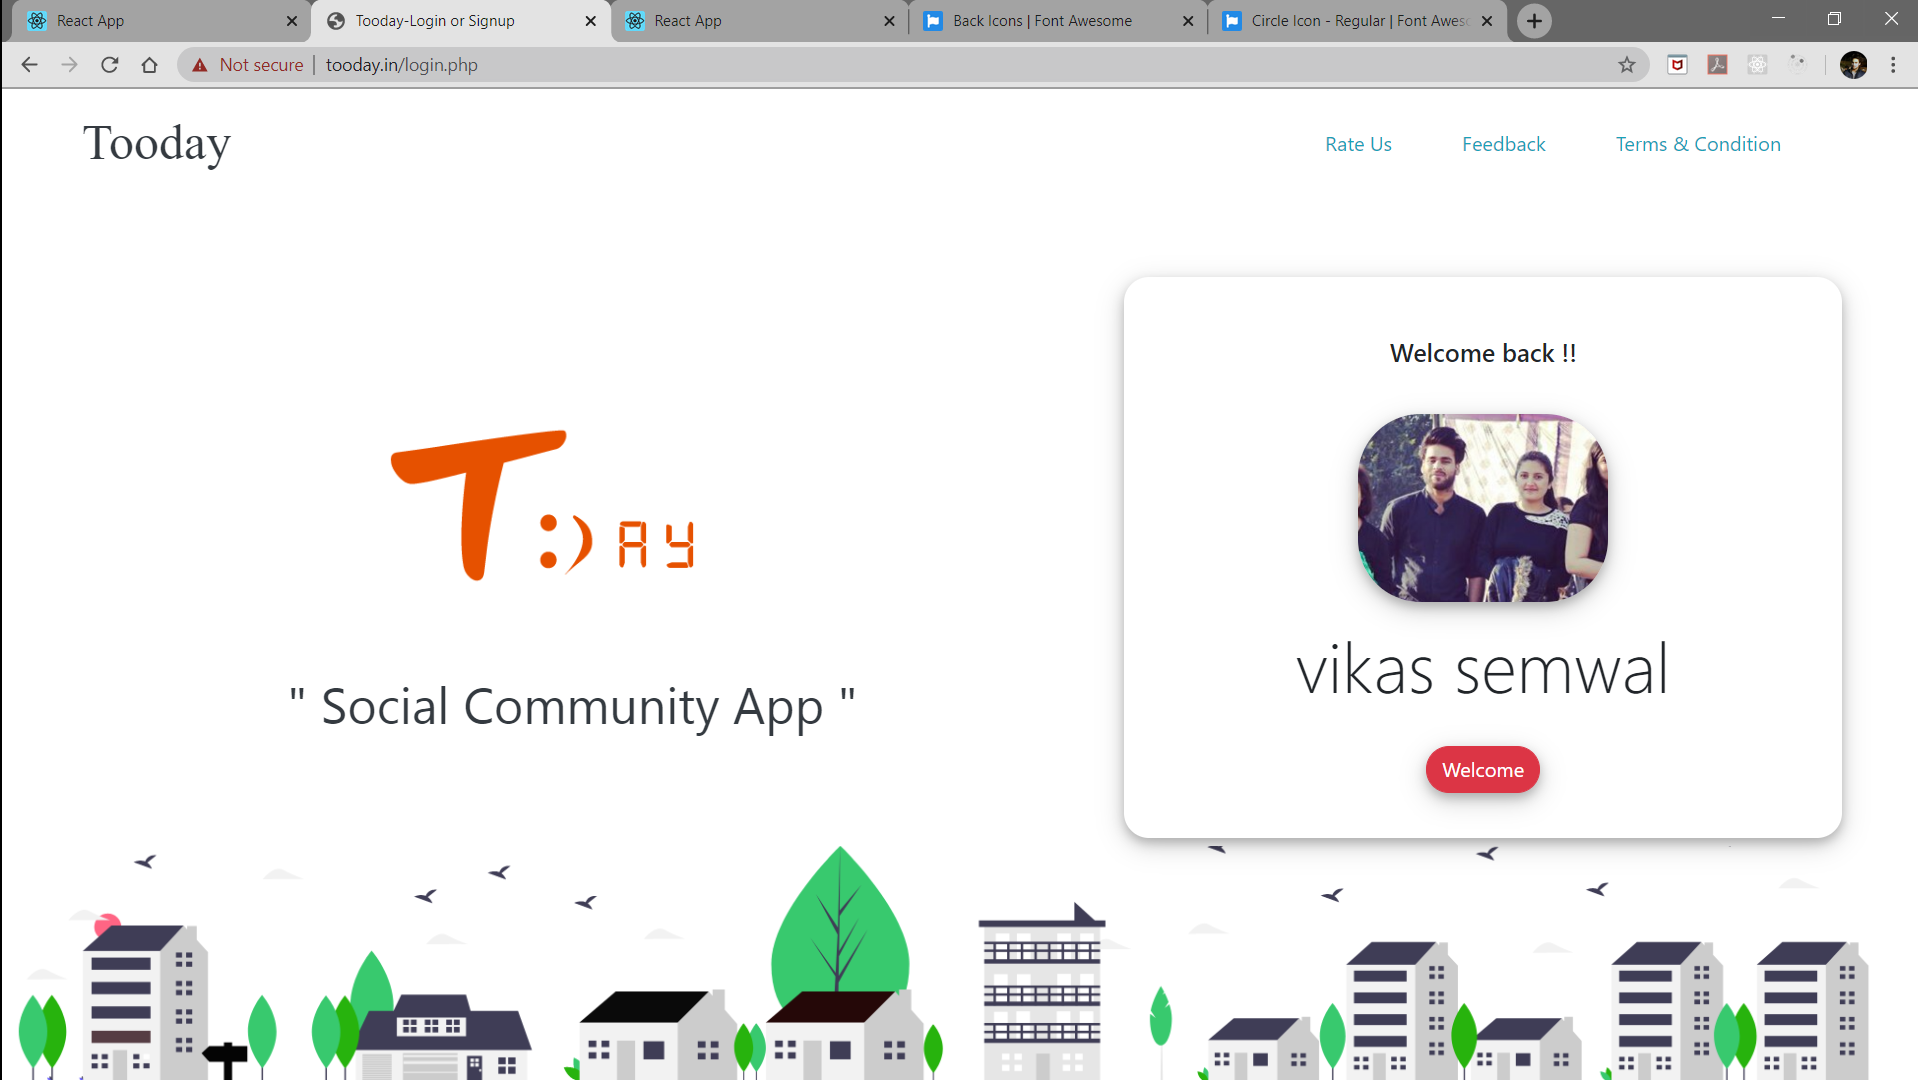 React App
Tooday-Login or Signup
React App
Back Icons | Font Awesome
Circle Icon - Regular | Font Aweso
Not secure | tooday.in/login.php
Tooday
Rate Us
Feedback
Terms & Condition
Welcome back !!
T:) AY
vikas semwal
" Social Community App "
Welcome